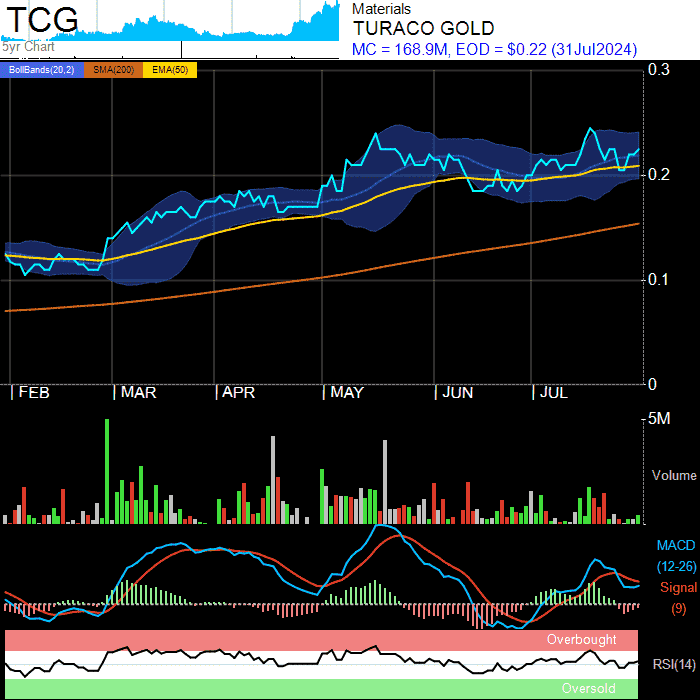 TCG
5yr Chart
Materials
TURACO GOLD
MC = 168.9M, EOD = $0.22 (31Jul2024)
BollBands(20,2) SMA(200) EMA(50)
0.3
0.2
0.1
0
| FEB | MAR | APR | MAY | JUN | JUL
5M
Volume
MACD
(12-26)
Signal
(9)
Overbought
RSI(14)
Oversold